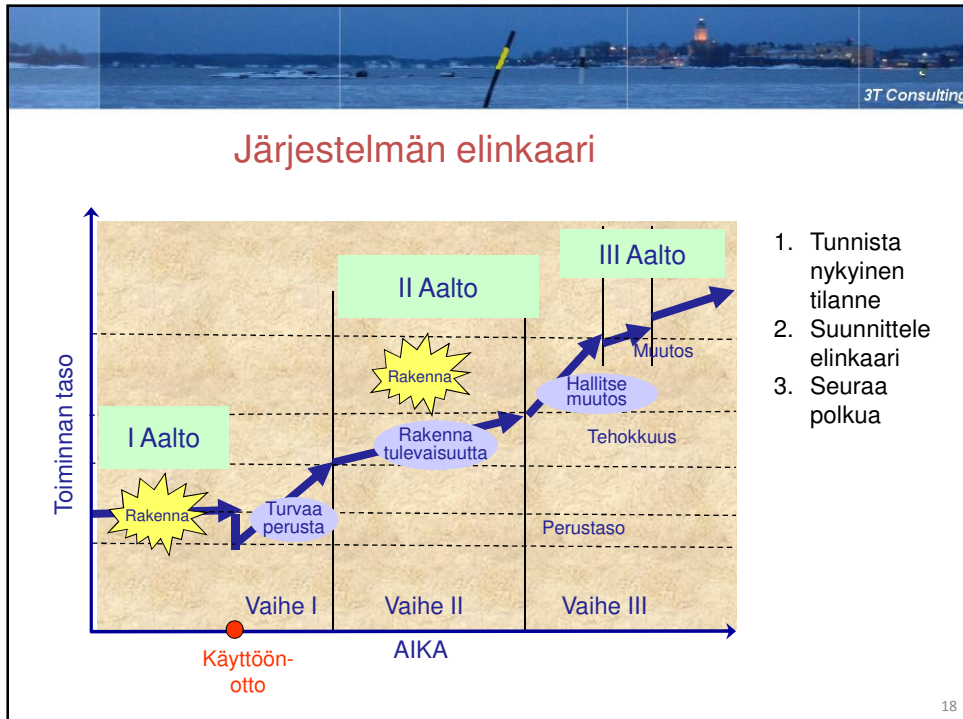 3T Consulting
Järjestelmän elinkaari
Toiminnan taso
I Aalto
II Aalto
III Aalto
Rakenna
Rakenna
Turvaa
perusta
Rakenna
tulevaisuutta
Hallitse
muutos
Muutos
Tehokkuus
Perustaso
Vaihe I
Vaihe II
Vaihe III
AIKA
Käyttöön-
otto
1. Tunnista
nykyinen
tilanne
2. Suunnittele
elinkaari
3. Seuraa
polkua
18